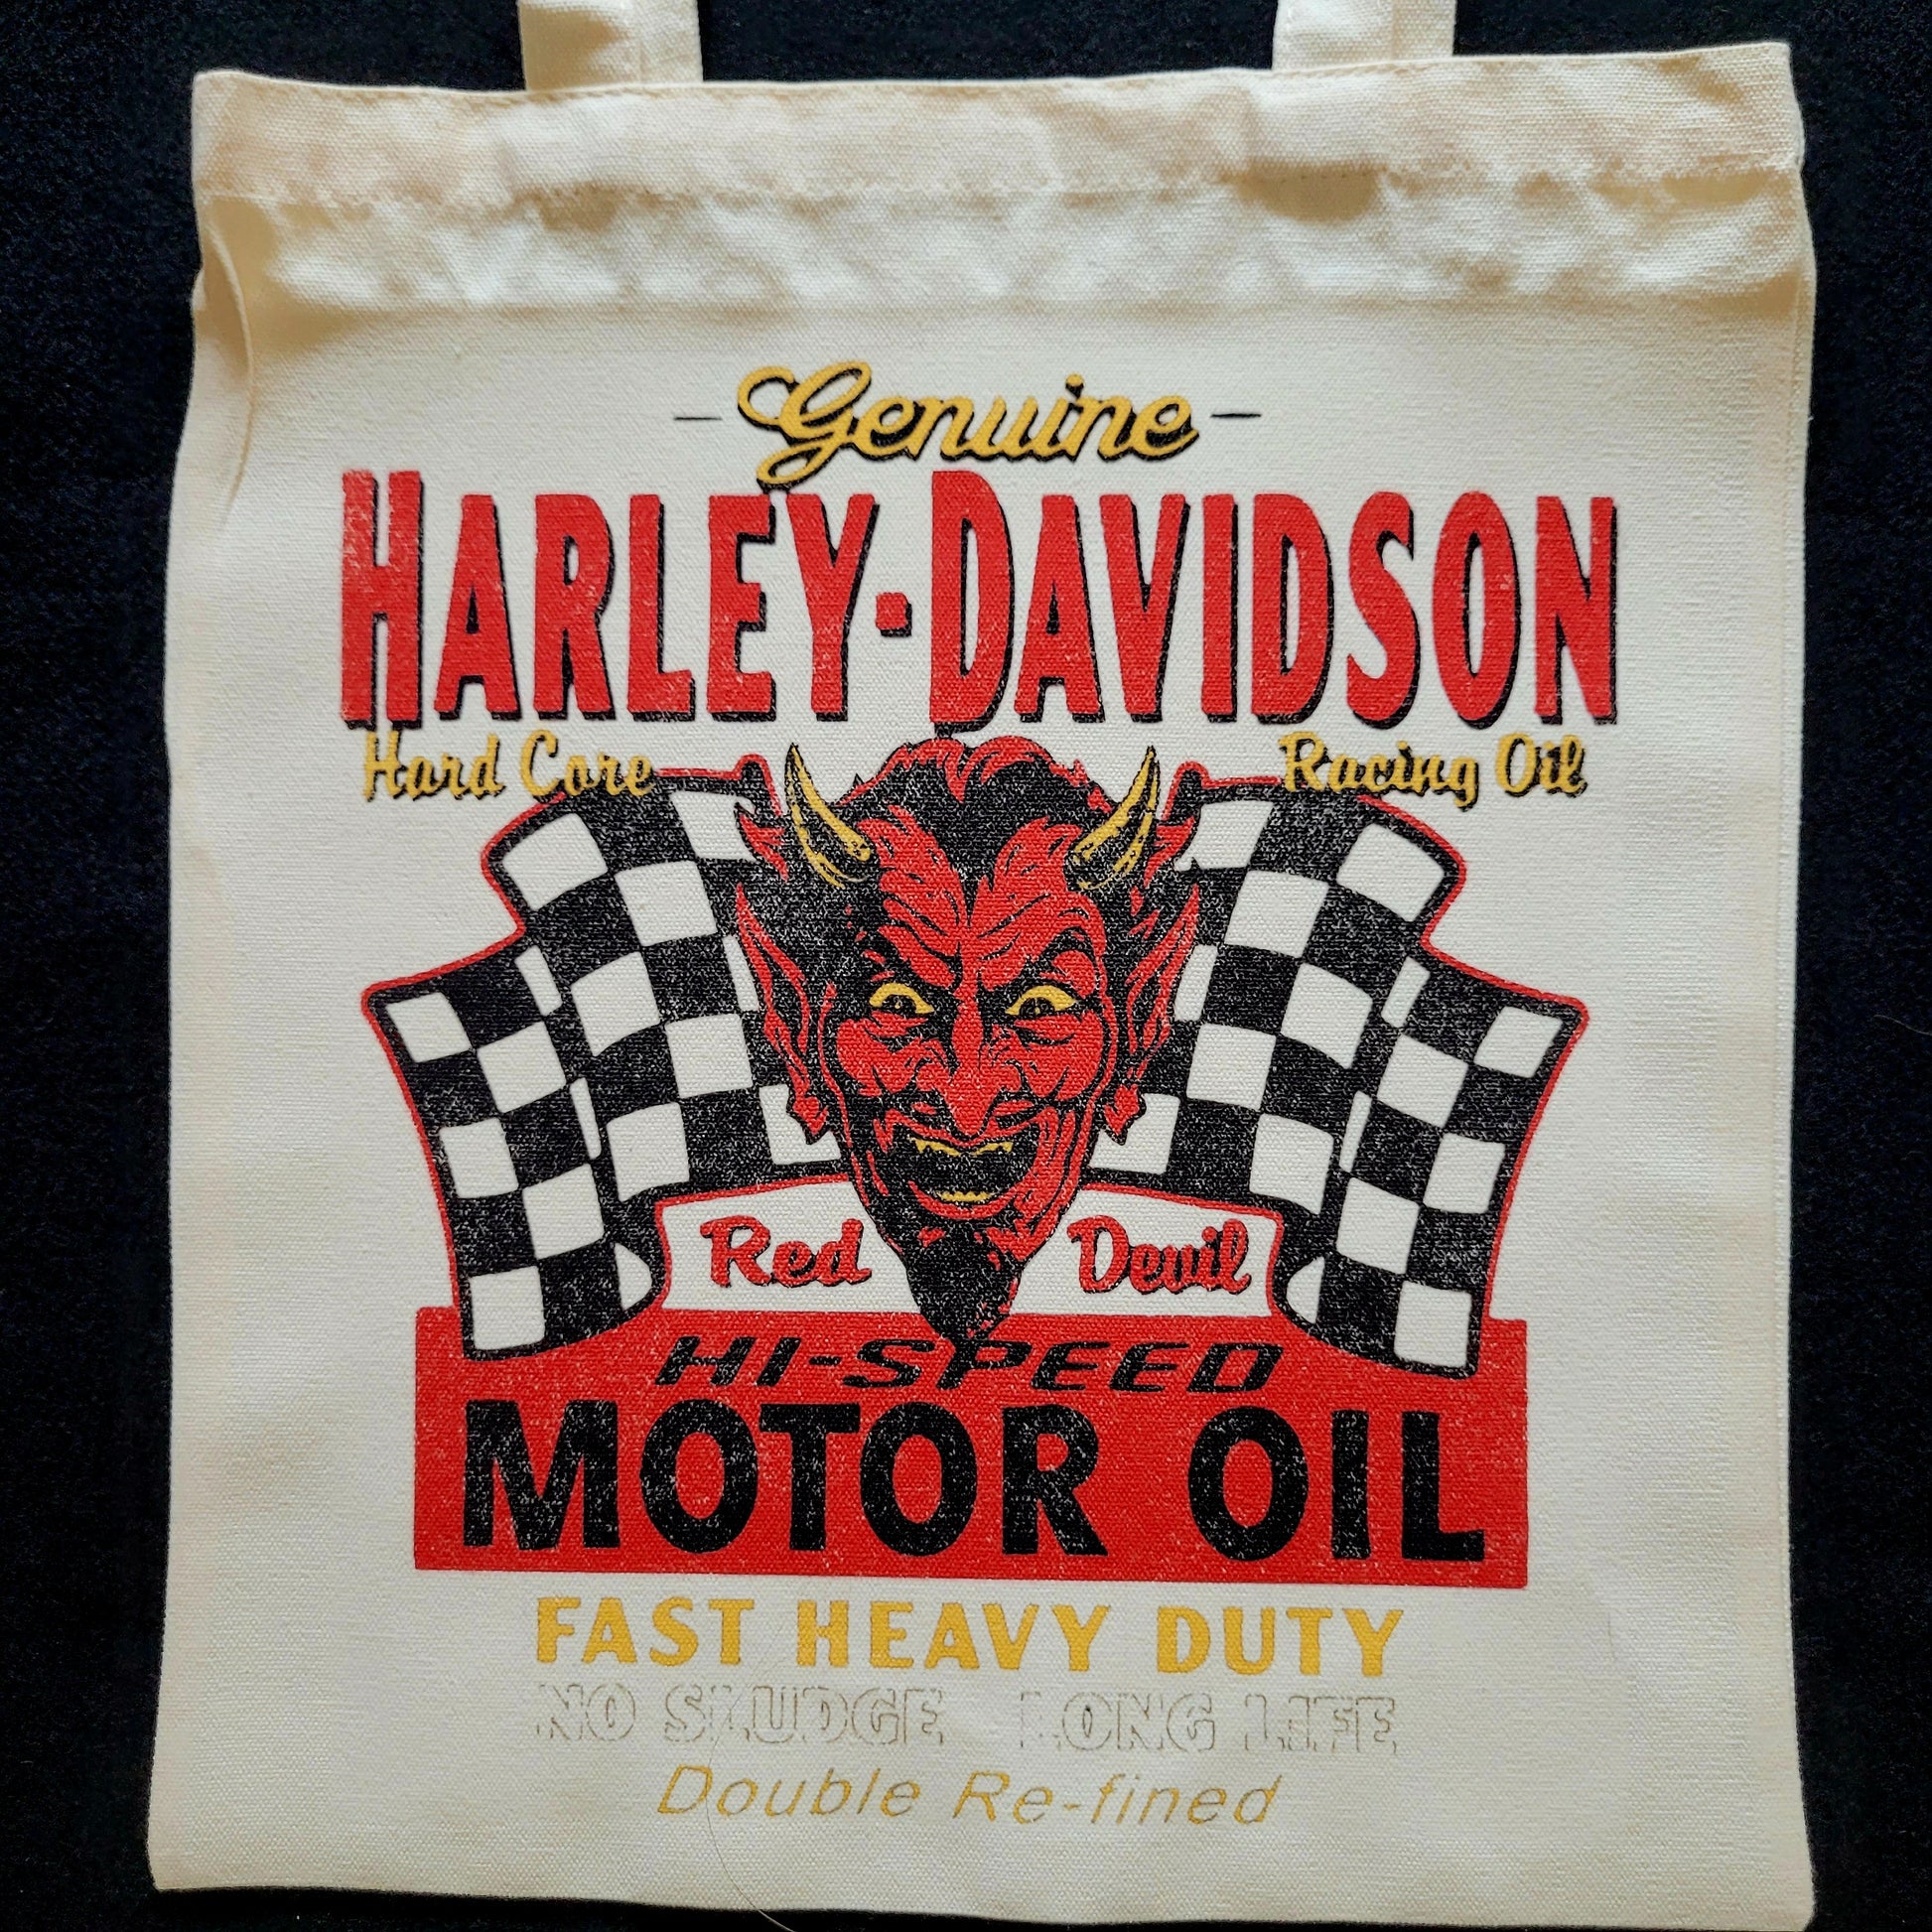 Genuine
HARLEY-DAVIDSON
Hard Core Racing Oil
Red Devil
HI-SPEED
MOTOR OIL
FAST HEAVY DUTY
NO SLUDGE LONG LIFE
Double Re-fined